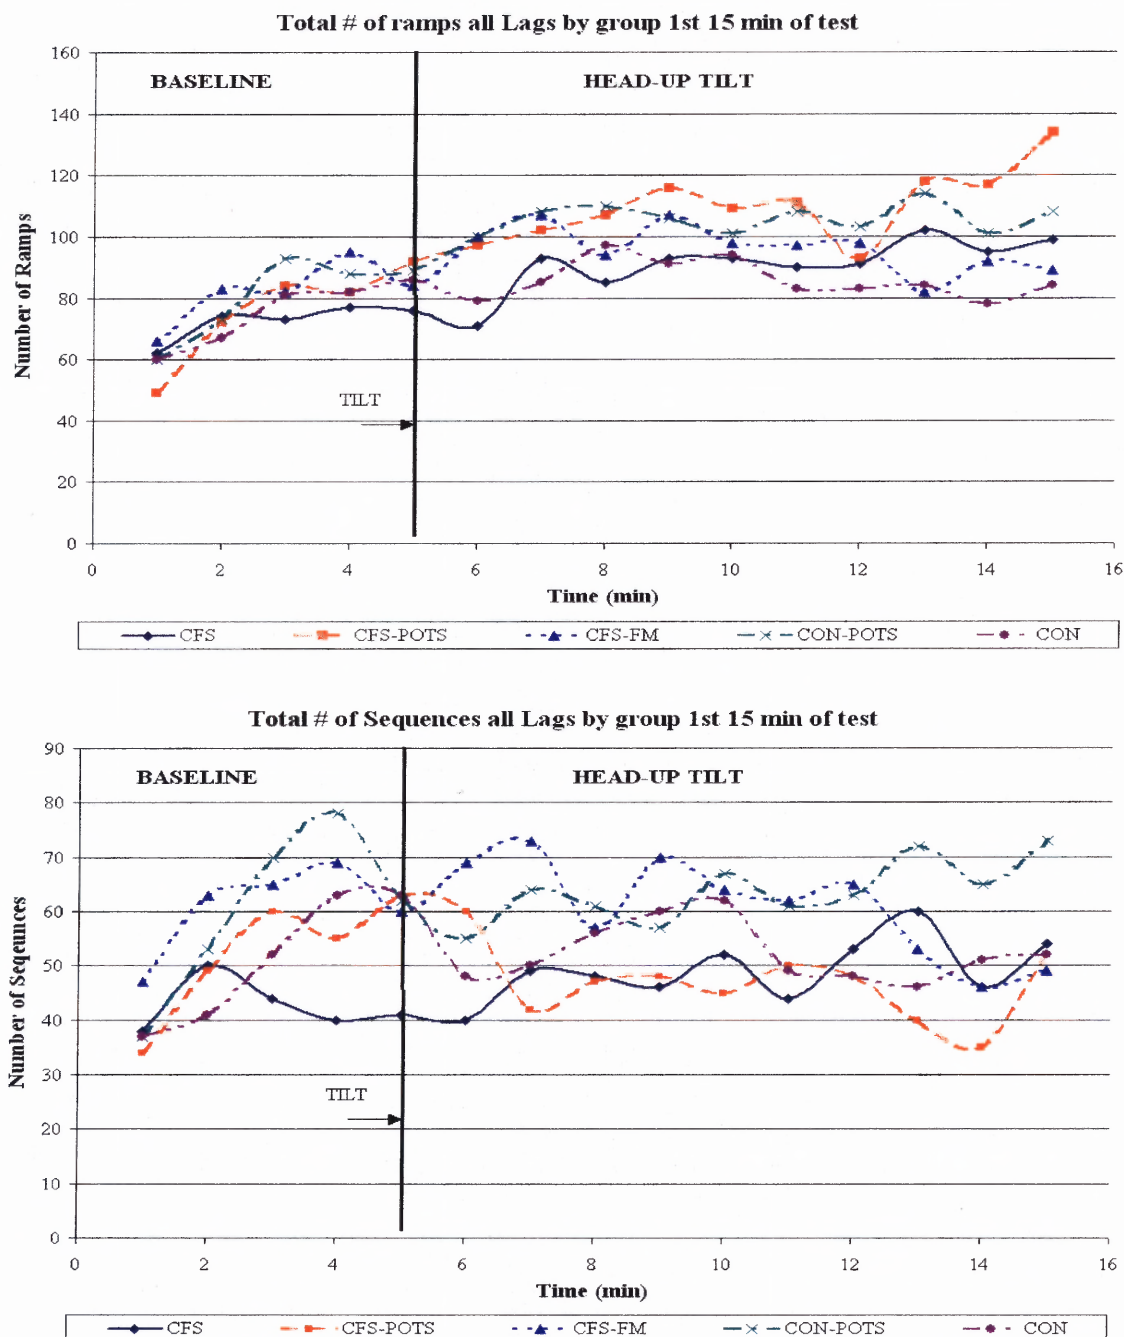 Total # of ramps all Lags by group 1st 15 min of test
160
BASELINE
HEAD-UP TILT
140
120
100
80
60
40
20
0
Number of Ramps
TILT
0 2 4 6 8 10 12 14 16
Time (min)
CFS CFS-POTS CFS-FM CON-POTS CON
Total # of Sequences all Lags by group 1st 15 min of test
90
BASELINE
HEAD-UP TILT
80
70
60
50
40
30
20
10
0
Number of Seqeunces
TILT
0 2 4 6 8 10 12 14 16
Time (min)
CFS CFS-POTS CFS-FM CON-POTS CON